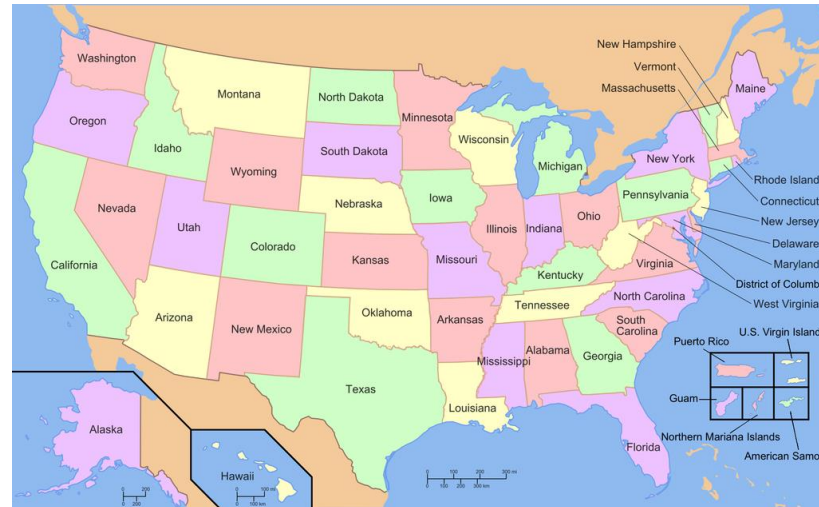 New Hampshire
Vermont
Massachusetts
Washington
Montana
North Dakota
Minnesota
Maine
Oregon
Idaho
Wyoming
South Dakota
Wisconsin
Michigan
New York
Rhode Island
Connecticut
New Jersey
Delaware
Maryland
District of Columb
West Virginia
Nevada
Utah
Colorado
Nebraska
Iowa
Illinois
Indiana
Ohio
Pennsylvania
California
Kansas
Missouri
Kentucky
Virginia
Arizona
New Mexico
Oklahoma
Arkansas
Tennessee
North Carolina
South
Carolina
Texas
Louisiana
Mississippi
Alabama
Georgia
Florida
Alaska
Hawaii
Puerto Rico
U.S. Virgin Island
Guam
Northern Mariana Islands
American Samo